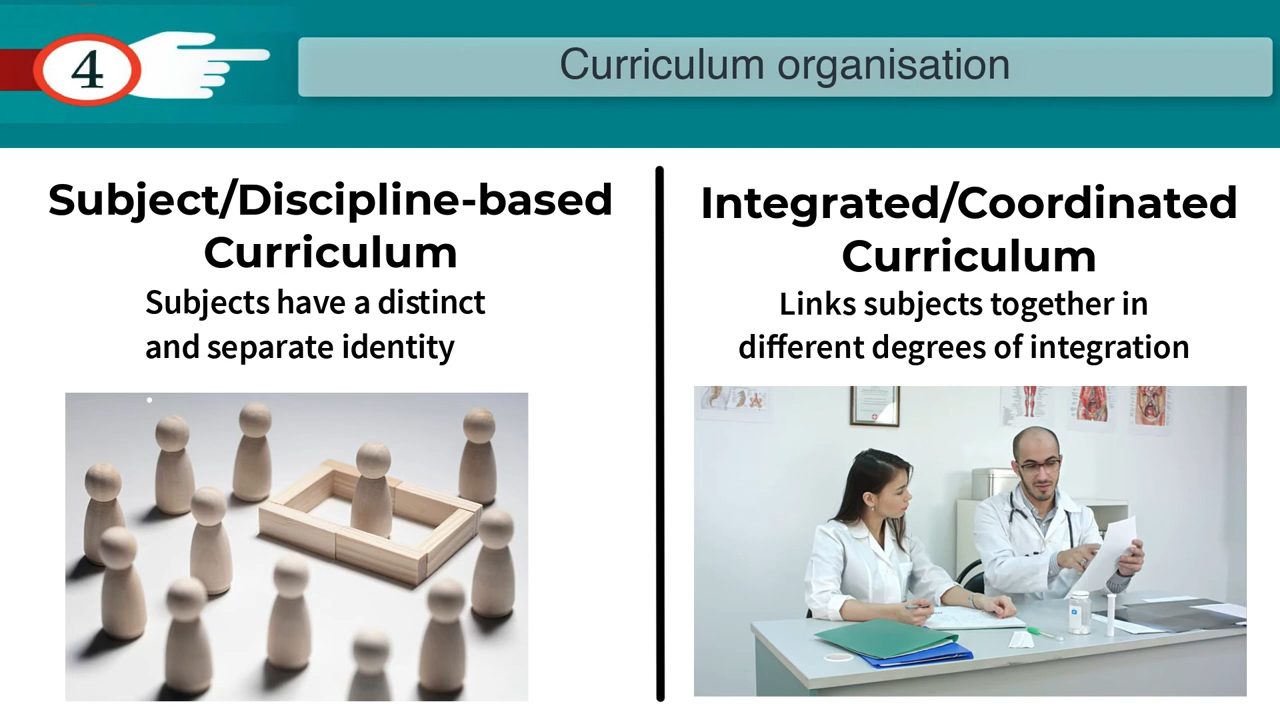 4
Curriculum organisation
Subject/Discipline-based
Curriculum
Subjects have a distinct
and separate identity
Integrated/Coordinated
Curriculum
Links subjects together in
different degrees of integration